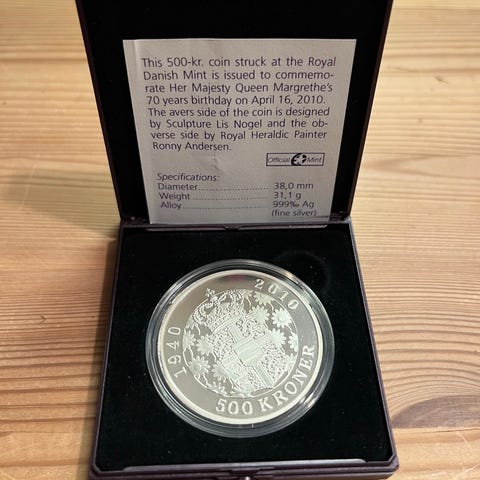 This 500-kr. coin struck at the Royal
Danish Mint is issued to commemo-
rate Her Majesty Queen Margrethe's
70 years birthday on April 16, 2010.
The avers side of the coin is designed
by Sculpture Lis Nogel and the ob-
verse side by Royal Heraldic Painter
Ronny Andersen.
Official Mint
Specifications:
Diameter.......................... 38,0 mm
Weight............................. 31,1 g
Alloy................................ 999‰ Ag
(fine silver)
1940
2010
500 KRONER